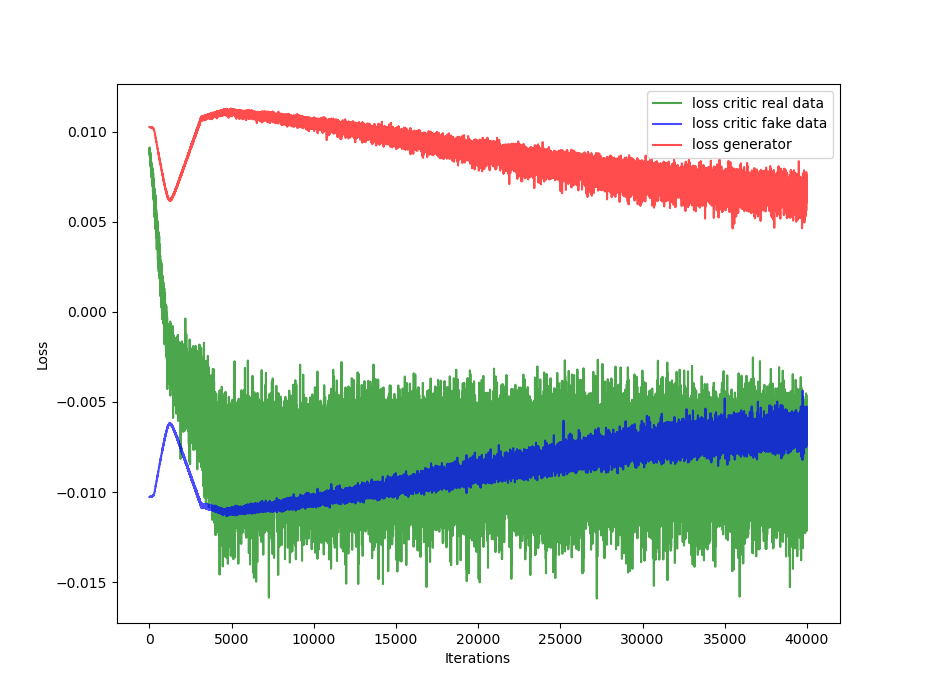 loss critic real data
loss critic fake data
loss generator
0.010
0.005
0.000
−0.005
−0.010
−0.015
Loss
0 5000 10000 15000 20000 25000 30000 35000 40000
Iterations